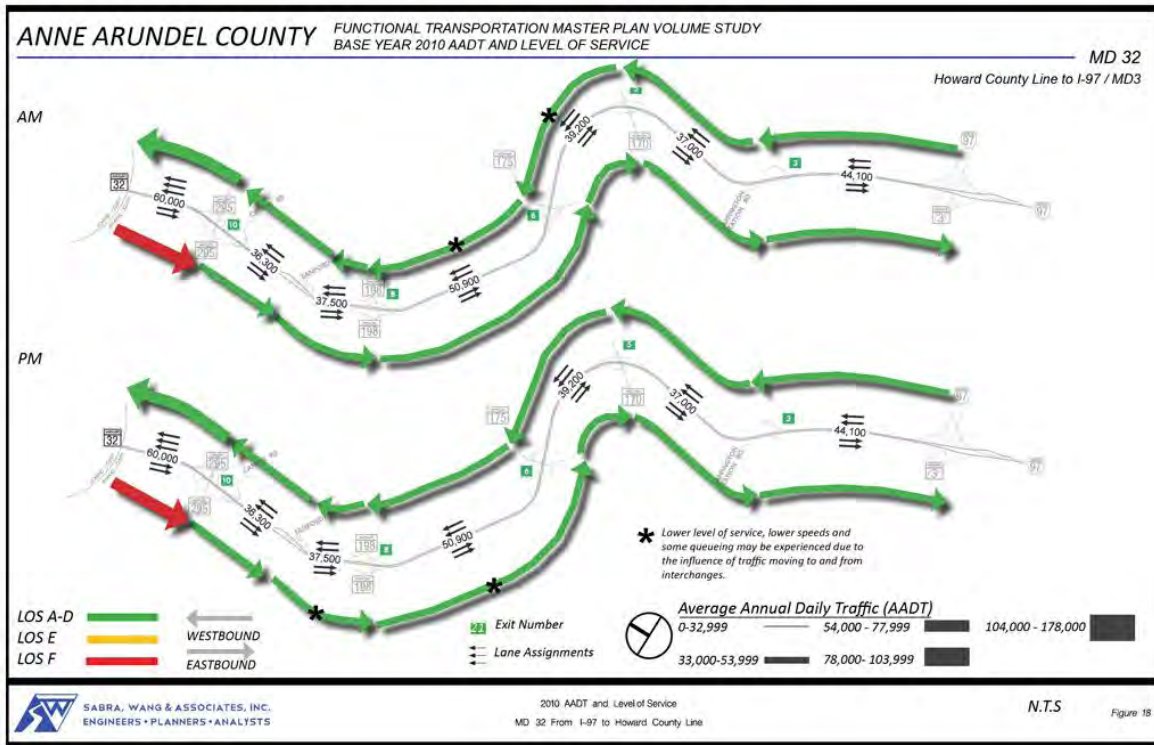 ANNE ARUNDEL COUNTY
FUNCTIONAL TRANSPORTATION MASTER PLAN VOLUME STUDY
BASE YEAR 2010 AADT AND LEVEL OF SERVICE
MD 32
Howard County Line to I-97 / MD3
AM
32
60,000
295
10
295
36,300
37,500
198
8
198
50,900
175
6
39,200
170
37,000
3
44,100
97
3
97
PM
32
60,000
295
10
295
36,300
37,500
198
8
198
50,900
175
6
39,200
5
170
37,000
3
44,100
97
3
97
* Lower level of service, lower speeds and
some queueing may be experienced due to
the influence of traffic moving to and from
interchanges.
LOS A-D
LOS E
LOS F
WESTBOUND
EASTBOUND
21 Exit Number
Lane Assignments
Average Annual Daily Traffic (AADT)
0-32,999
54,000 - 77,999
104,000 - 178,000
33,000-53,999
78,000- 103,999
SABRA, WANG & ASSOCIATES, INC.
ENGINEERS • PLANNERS • ANALYSTS
2010 AADT and Level of Service
MD 32 From I-97 to Howard County Line
N.T.S
Figure 18